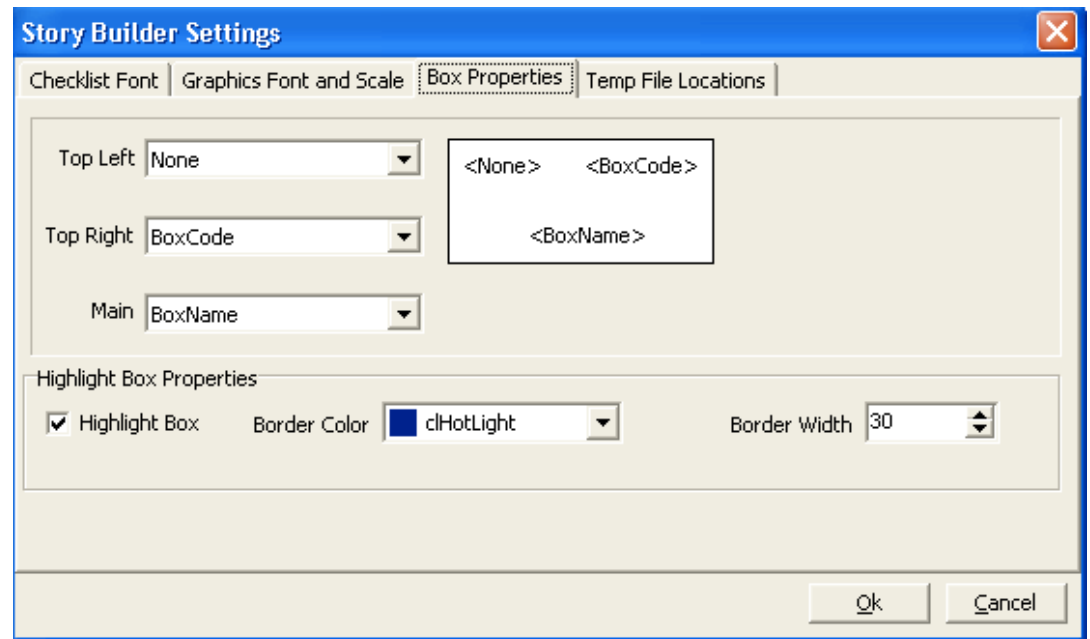 Story Builder Settings
Checklist Font Graphics Font and Scale Box Properties Temp File Locations
Top Left None
<None> <BoxCode>
Top Right BoxCode
<BoxName>
Main BoxName
Highlight Box Properties
Highlight Box Border Color clHotLight Border Width 30
Ok Cancel